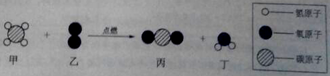 甲 + 乙 点燃 丙 + 丁
氢原子
氧原子
碳原子